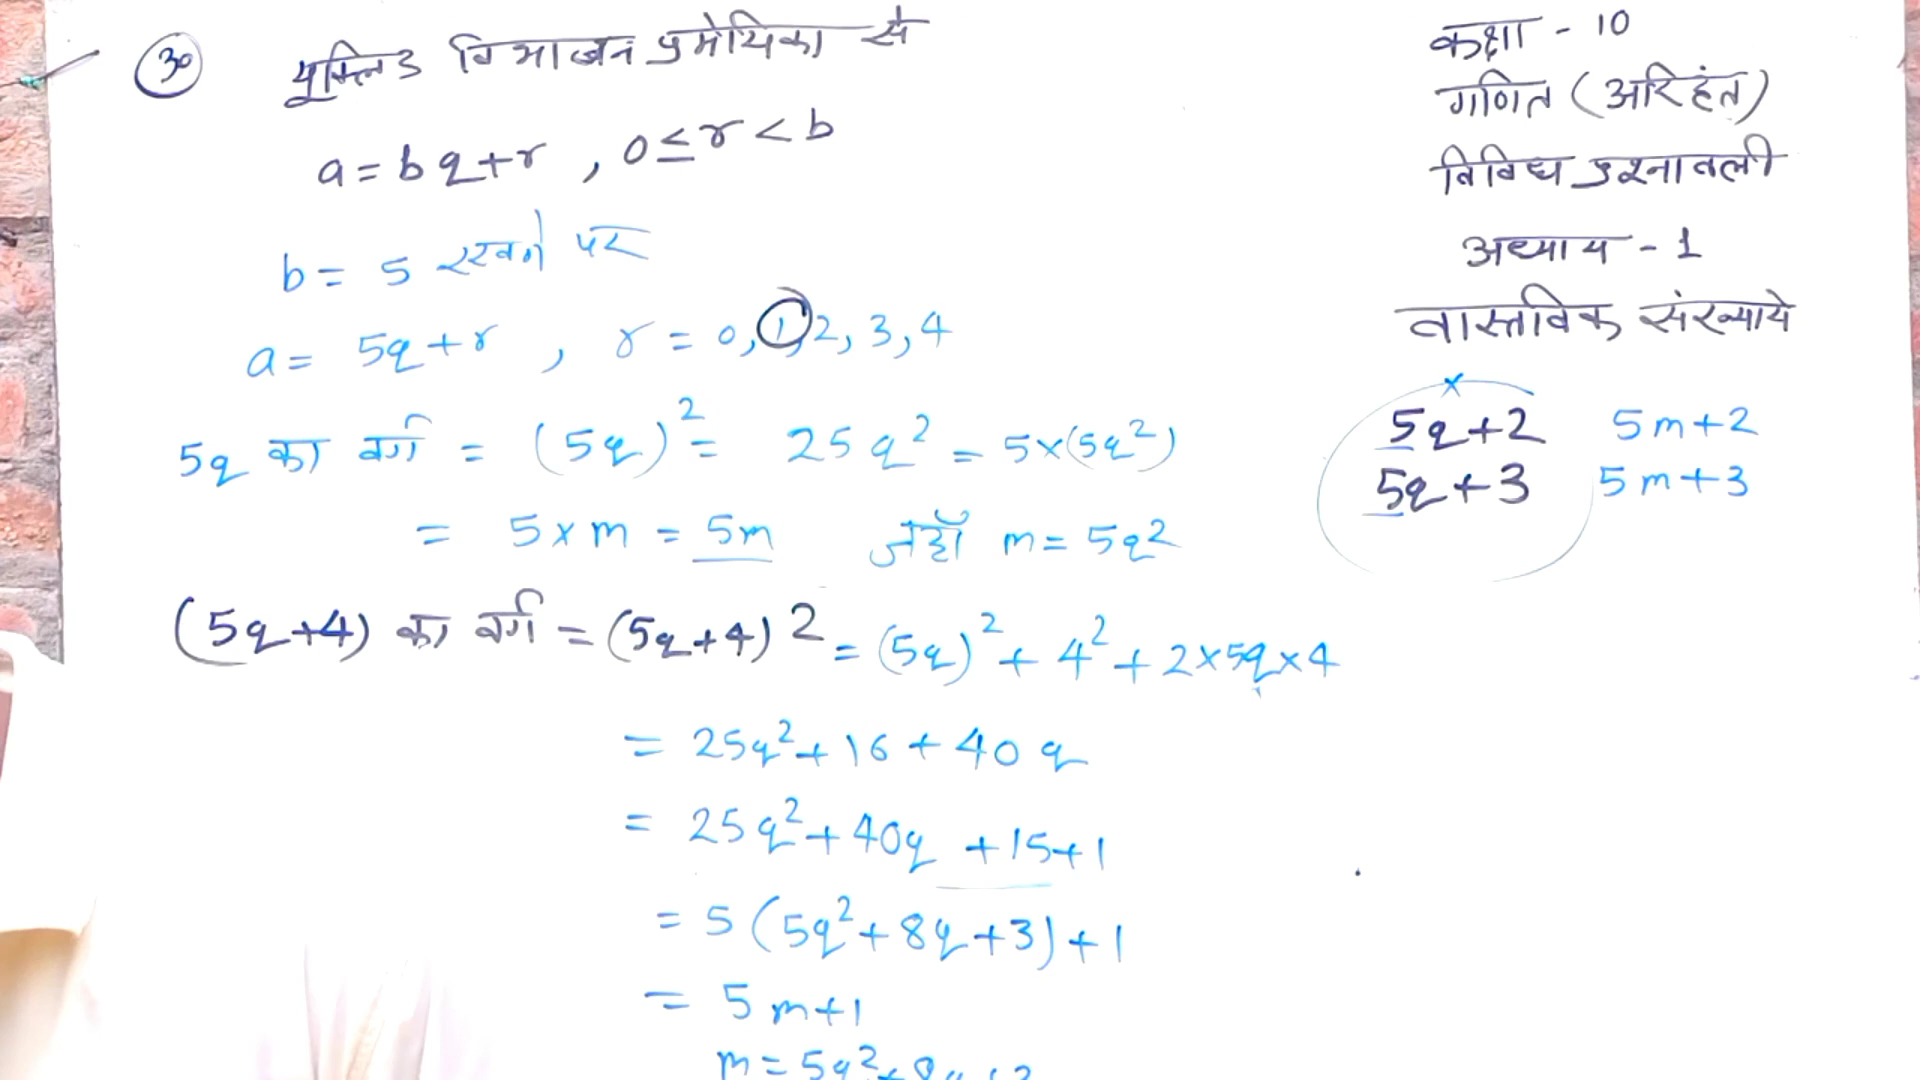 30 यूक्लिड विभाजन प्रमेयिका से
a = bq + r , 0 ≤ r < b
b = 5 रखने पर
a = 5q + r , r = 0, 1, 2, 3, 4
5q का वर्ग = (5q)² = 25q² = 5×(5q²)
= 5×m = 5m जहाँ m = 5q²
(5q+4) का वर्ग = (5q+4)² = (5q)² + 4² + 2×5q×4
= 25q² + 16 + 40q
= 25q² + 40q + 15+1
= 5(5q² + 8q + 3) + 1
= 5m+1
m = 5q² + 8q + 3
कक्षा - 10
गणित (अरिहंत)
विविध प्रश्नावली
अध्याय - 1
वास्तविक संख्याये
x
5q+2 5m+2
5q+3 5m+3